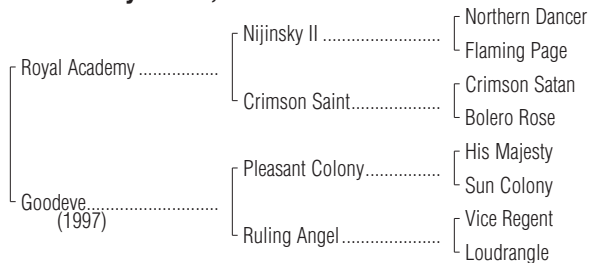 Northern Dancer
Nijinsky II ........................
Flaming Page
Royal Academy .................
Crimson Satan
Crimson Saint...................
Bolero Rose
His Majesty
Pleasant Colony................
Sun Colony
Goodeve............................
(1997)
Vice Regent
Ruling Angel.....................
Loudrangle